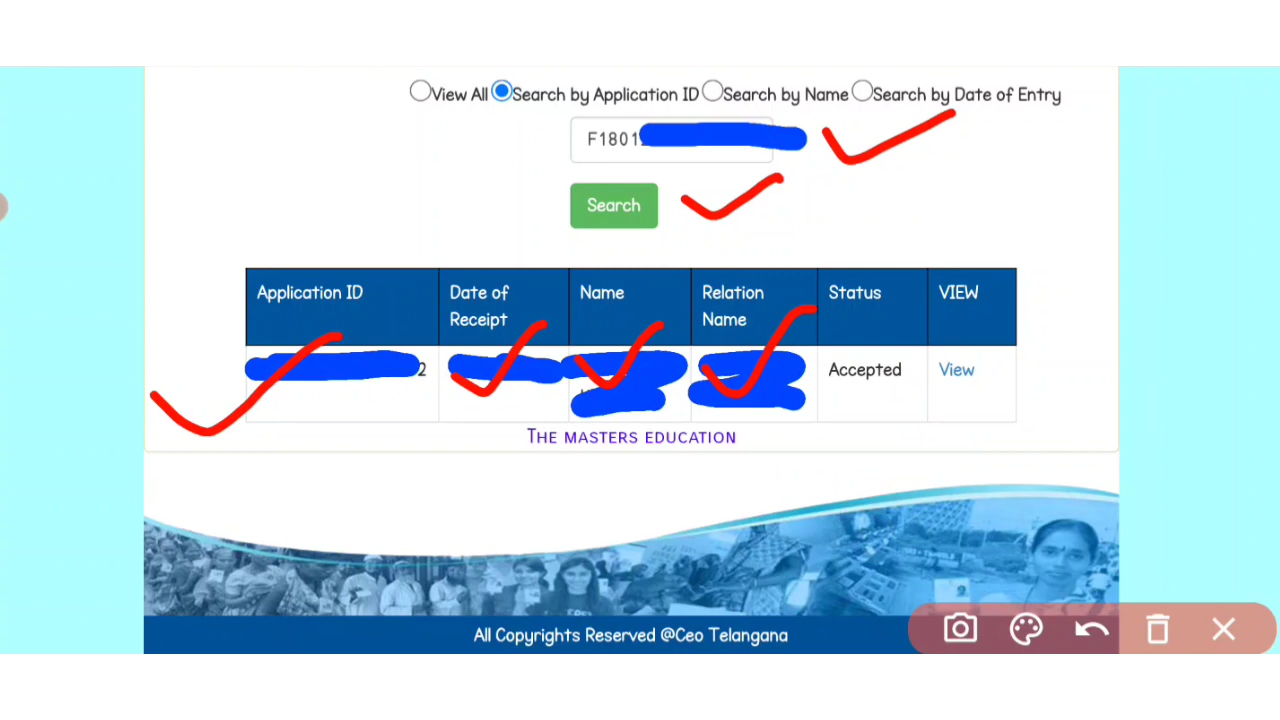 View All Search by Application ID Search by Name Search by Date of Entry
F1801
Search
Application ID Date of Receipt Name Relation Name Status VIEW
2 Accepted View
THE MASTERS EDUCATION
All Copyrights Reserved @Ceo Telangana